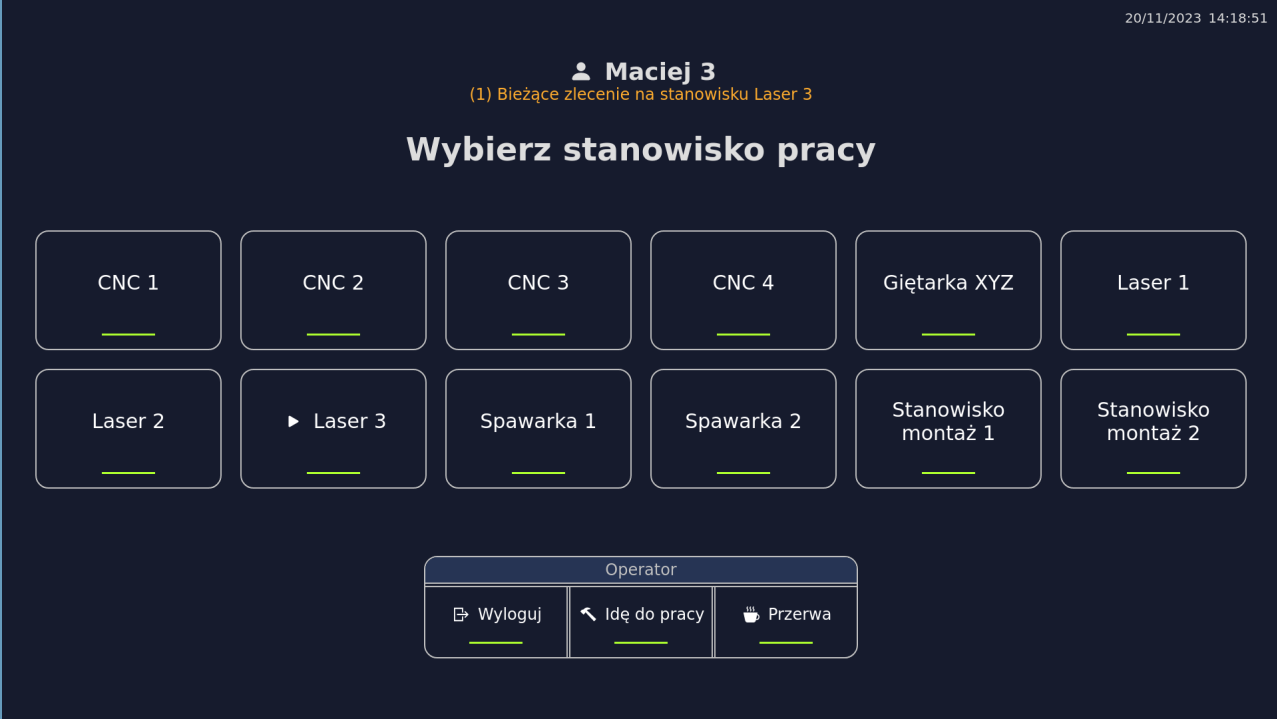 20/11/2023 14:18:51
Maciej 3
(1) Bieżące zlecenie na stanowisku Laser 3
Wybierz stanowisko pracy
CNC 1
CNC 2
CNC 3
CNC 4
Giętarka XYZ
Laser 1
Laser 2
Laser 3
Spawarka 1
Spawarka 2
Stanowisko
montaż 1
Stanowisko
montaż 2
Operator
Wyloguj
Idę do pracy
Przerwa